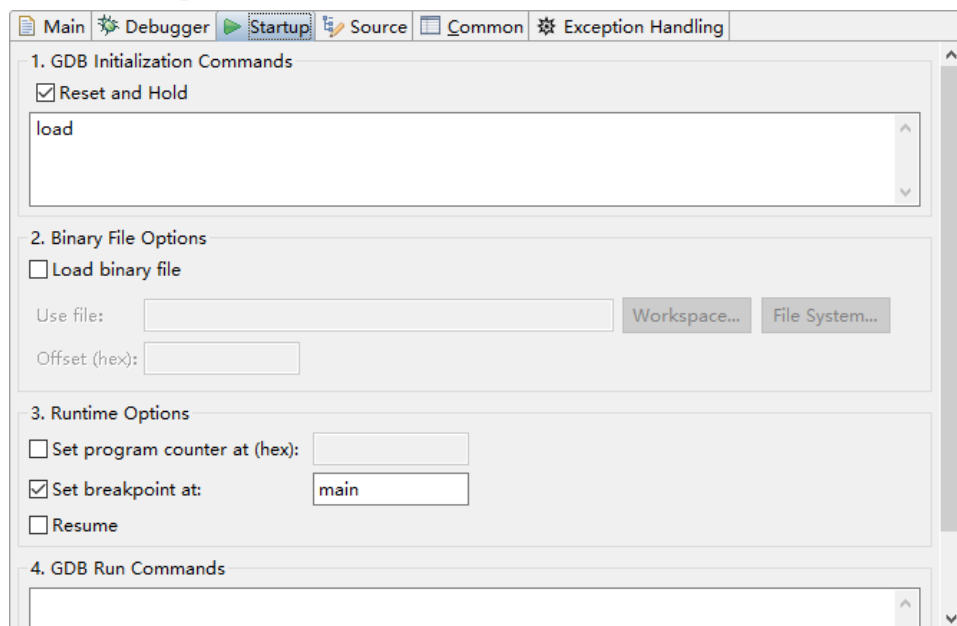 Main Debugger Startup Source Common Exception Handling
1. GDB Initialization Commands
Reset and Hold
load
2. Binary File Options
Load binary file
Use file: Workspace... File System...
Offset (hex):
3. Runtime Options
Set program counter at (hex):
Set breakpoint at: main
Resume
4. GDB Run Commands